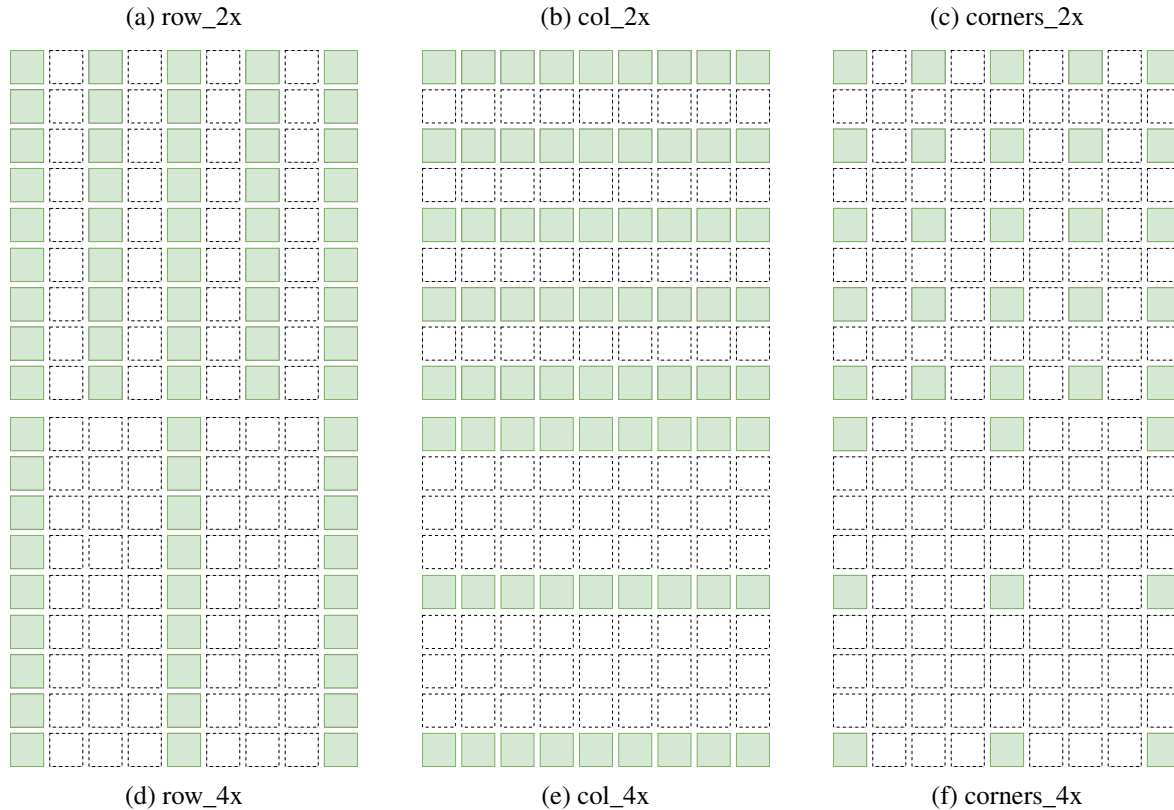 (a) row_2x
(b) col_2x
(c) corners_2x
(d) row_4x
(e) col_4x
(f) corners_4x